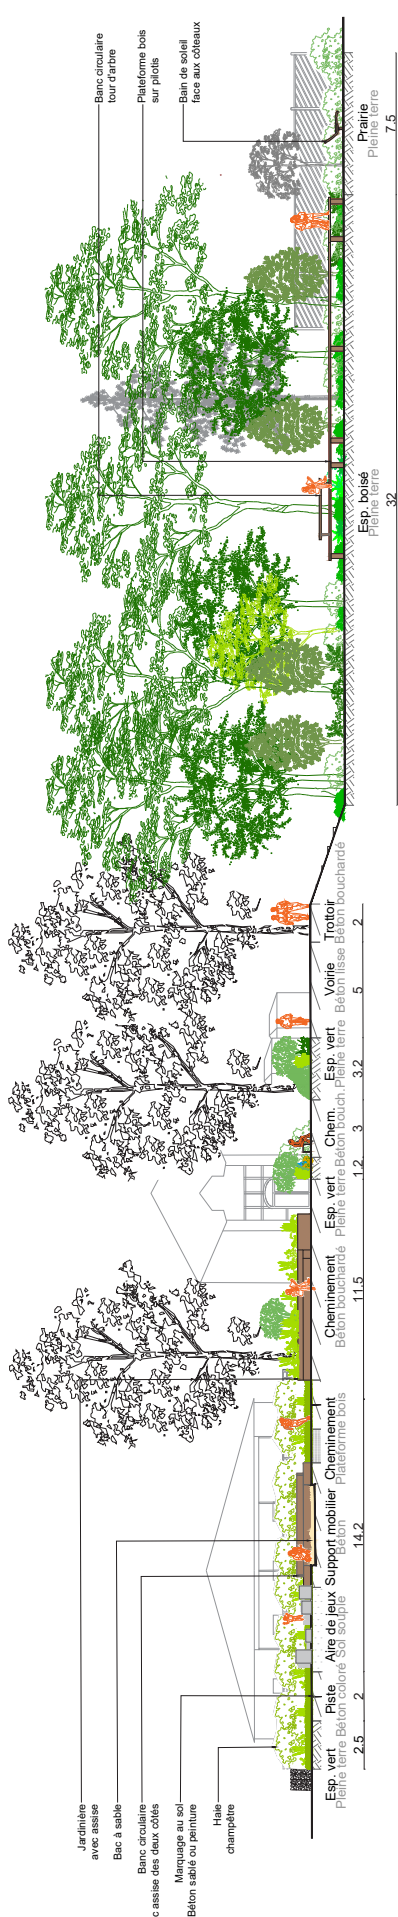 Jardinière
avec assise
Bac à sable
Banc circulaire
c assise des deux côtés
Marquage au sol
Béton sablé ou peinture
Haie
champêtre
Banc circulaire
tour d'arbre
Plateforme bois
sur pilotis
Bain de soleil
face aux côteaux
Esp. vert
Pleine terre
Piste
Béton coloré
Aire de jeux
Sol souple
Support mobilier
Béton
Cheminement
Plateforme bois
Cheminement
Béton bouchardé
Esp. vert
Pleine terre
Chem.
Béton bouch.
Esp. vert
Pleine terre
Voirie
Béton lisse
Trottoir
Béton bouchardé
Esp. boisé
Pleine terre
Prairie
Pleine terre
2.5
2
14.2
11.5
1.2
3
3.2
5
2
32
7.5